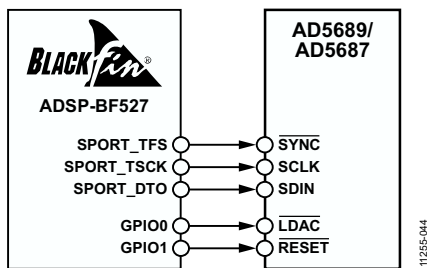 BLACKfin®
ADSP-BF527
SPORT_TFS
SPORT_TSCK
SPORT_DTO
GPIO0
GPIO1
AD5689/
AD5687
SYNC
SCLK
SDIN
LDAC
RESET
11255-044